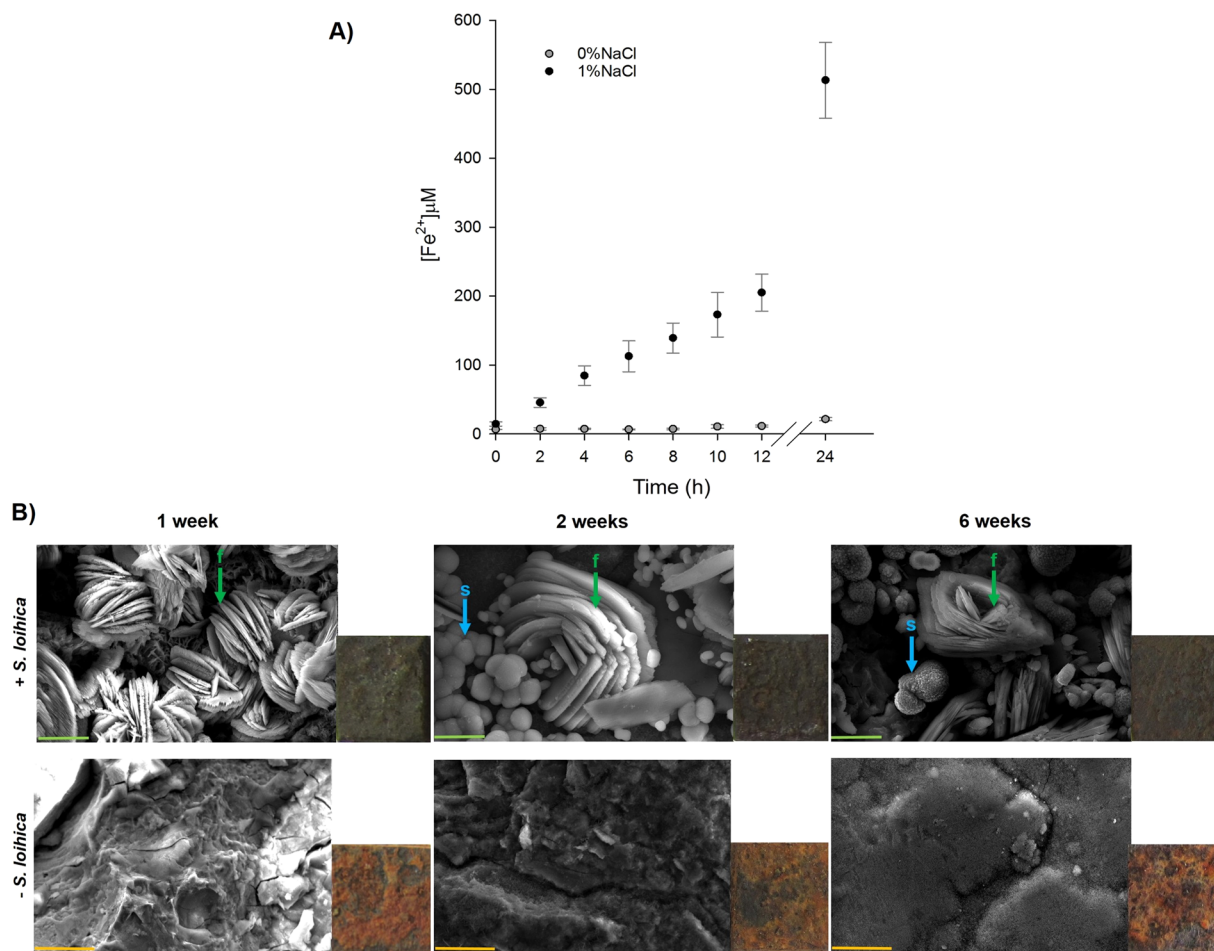 A)
600
500
400
300
200
100
0
[Fe²⁺]µM
0%NaCl
1%NaCl
0 2 4 6 8 10 12 24
Time (h)
B)
1 week 2 weeks 6 weeks
+ S. loihica
f
s f
s f
- S. loihica